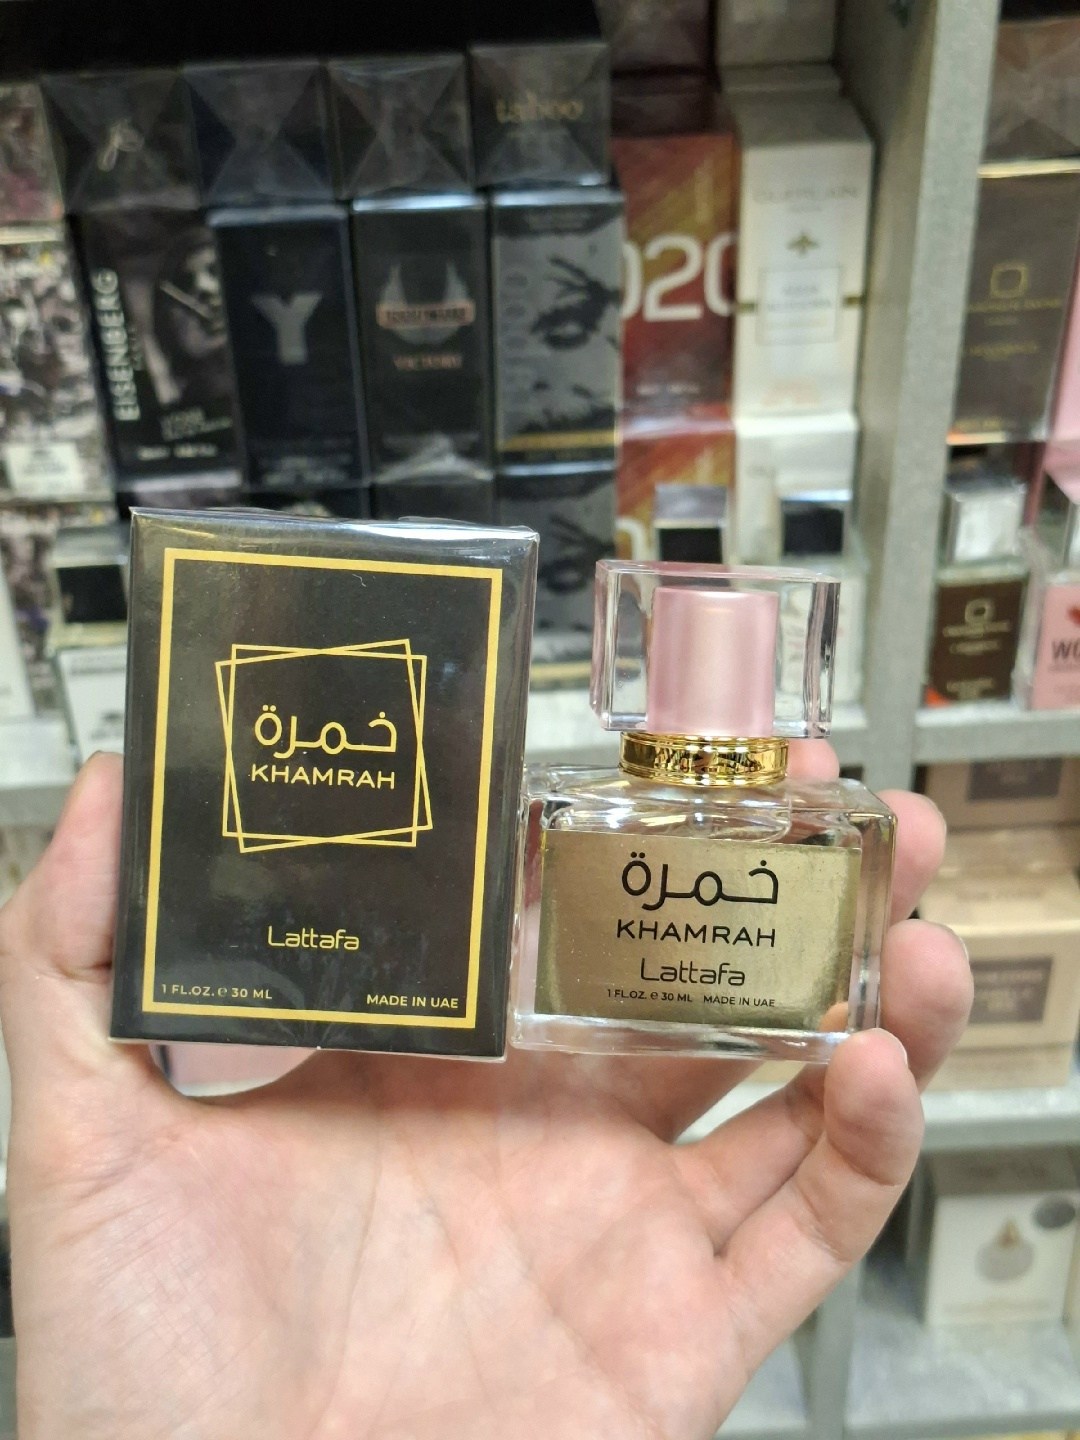 EISENBERG
Y
VICTORY
taboo
خمرة
KHAMRAH
Lattafa
1 FL.OZ. ℮ 30 ML
MADE IN UAE
خمرة
KHAMRAH
Lattafa
1 FL.OZ. ℮ 30 ML MADE IN UAE